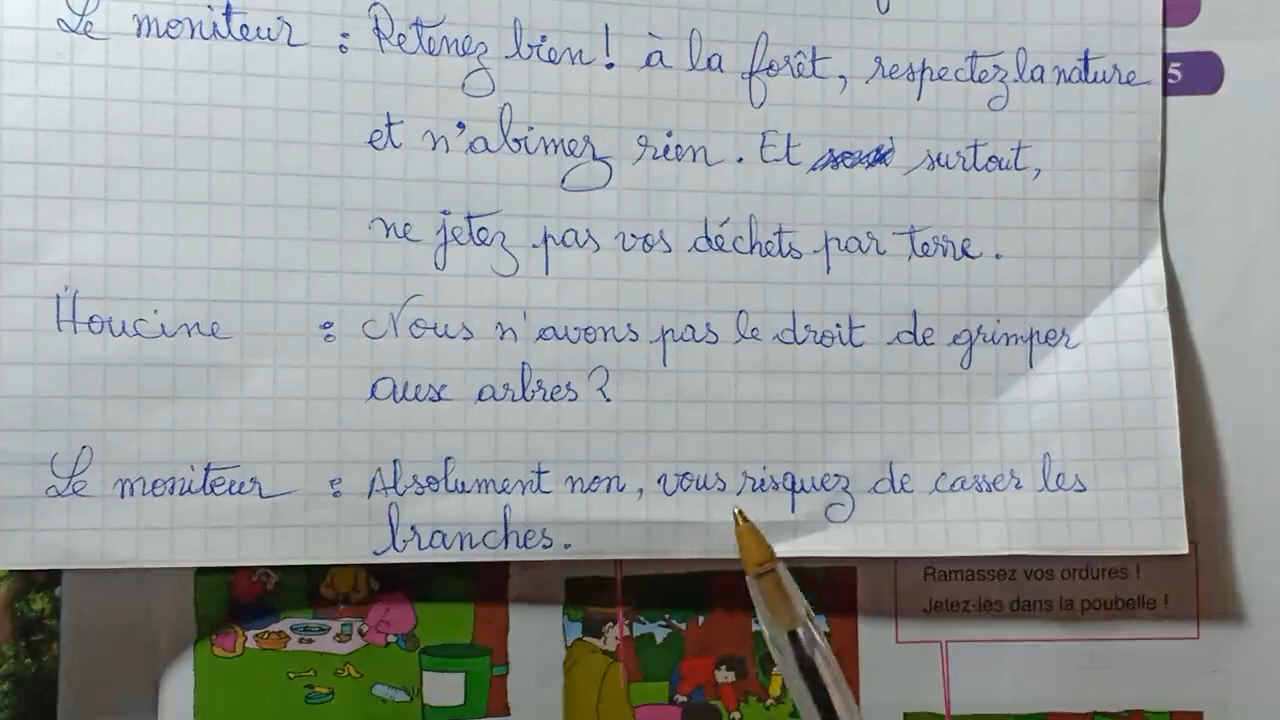 Le moniteur : Retenez bien ! à la forêt, respectez la nature
5
et n'abimez rien. Et surtout,
ne jetez pas vos déchets par terre.
Houcine : Nous n'avons pas le droit de grimper
aux arbres ?
Le moniteur : Absolument non, vous risquez de casser les
branches.
Ramassez vos ordures !
Jetez-les dans la poubelle !